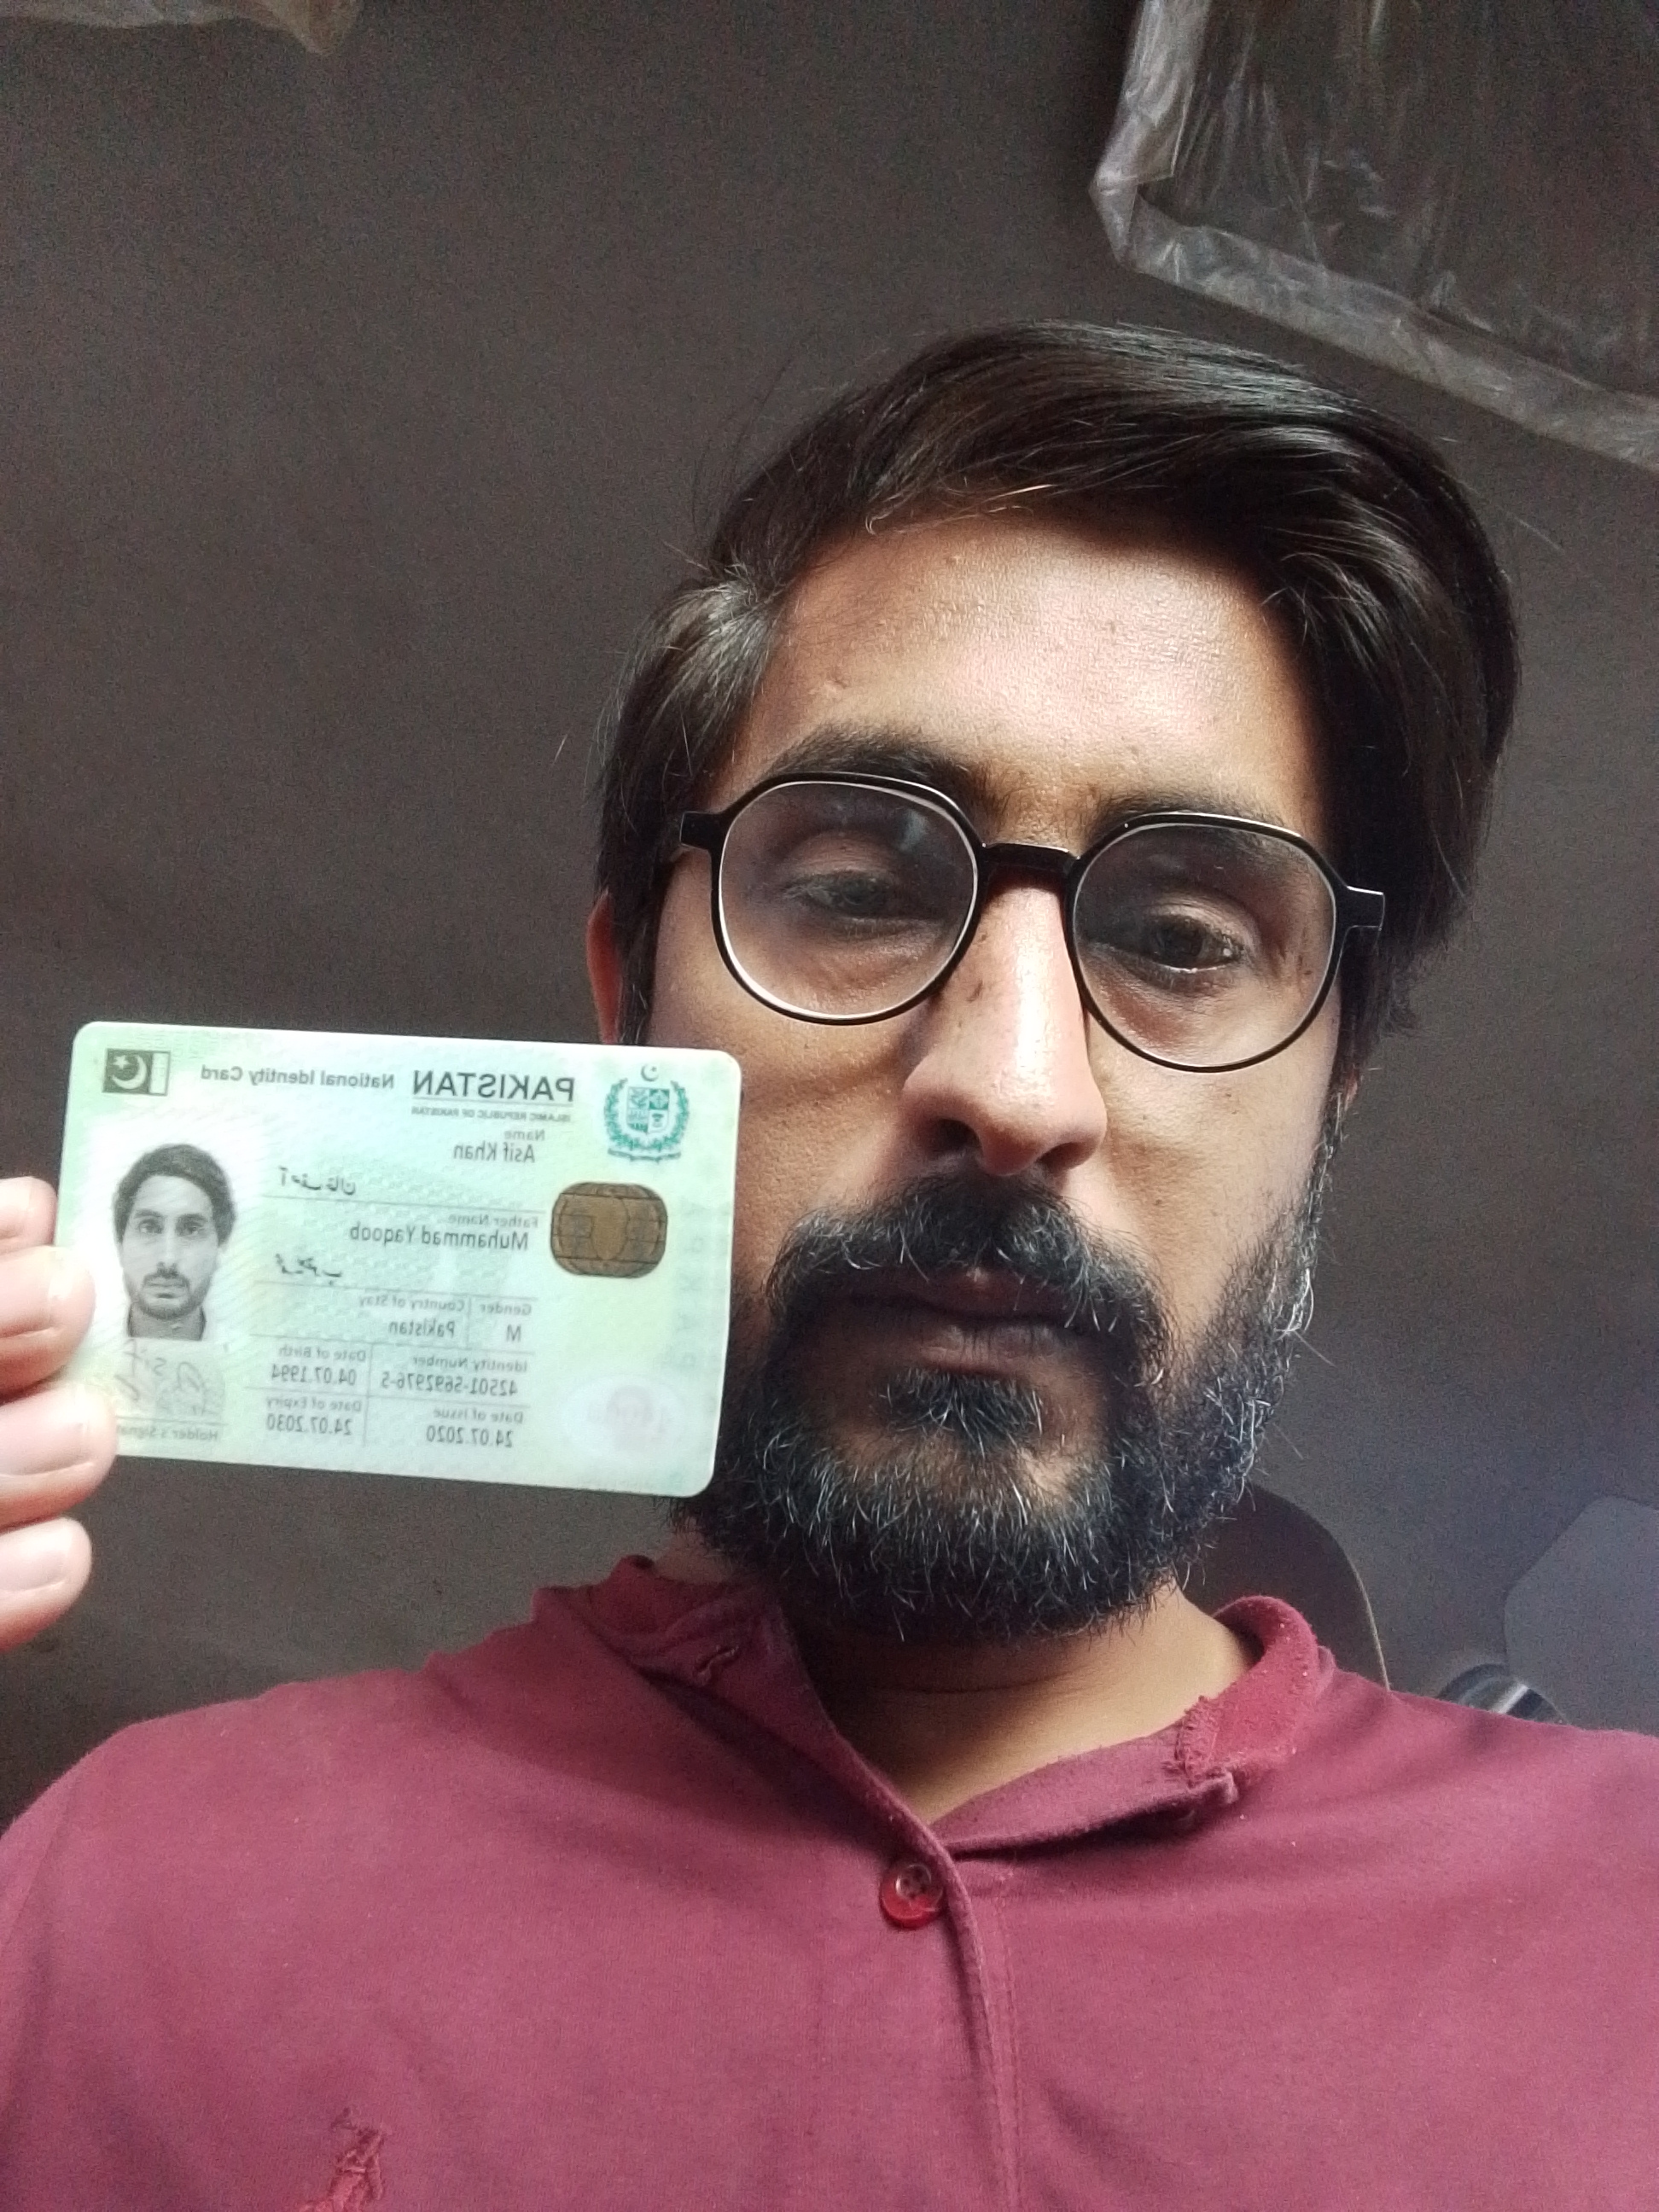 PAKISTAN National Identity Card
ISLAMIC REPUBLIC OF PAKISTAN
Name
Asif Khan
آصف خان
Father Name
Muhammad Yaqoob
محمد یعقوب
Gender Country of Stay
M Pakistan
Identity Number Date of Birth
42501-5692976-5 04.07.1994
Date of Issue Date of Expiry
24.07.2020 24.07.2030
Holder's